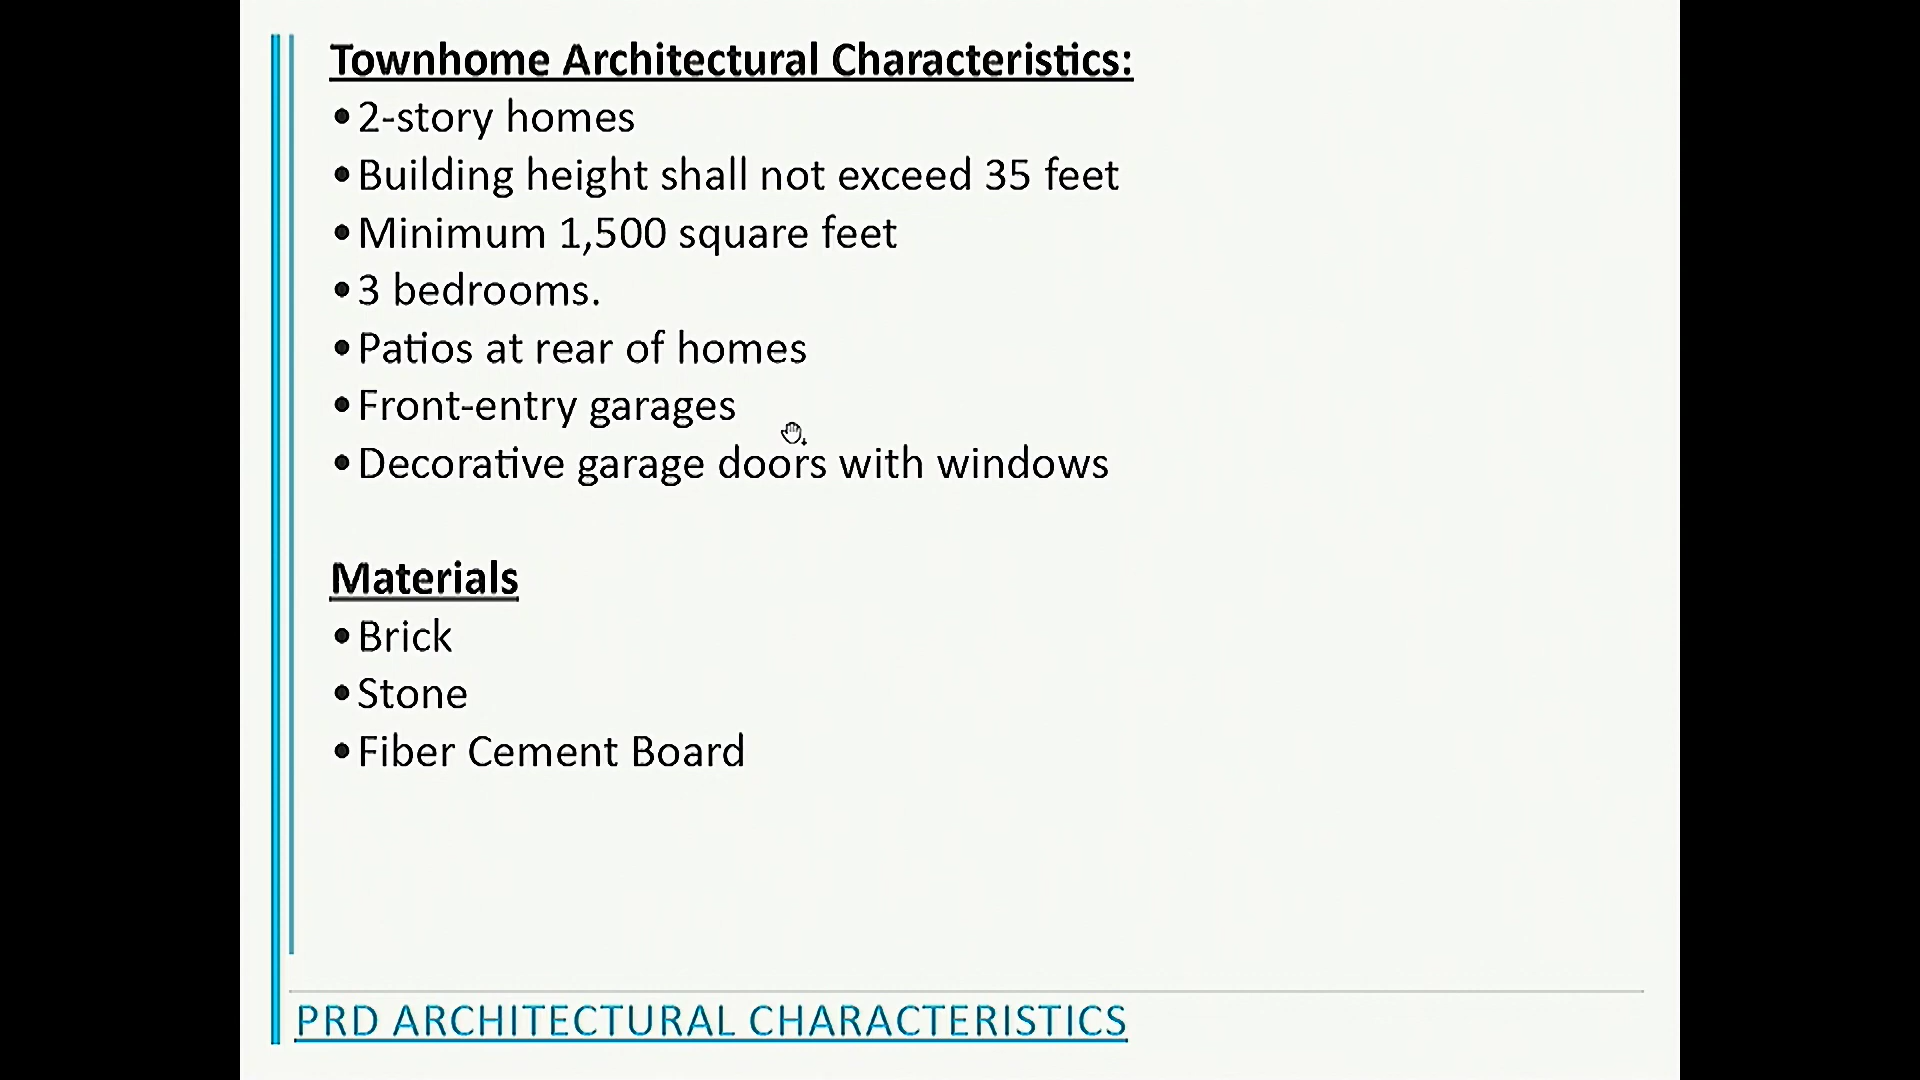 Townhome Architectural Characteristics:
•2-story homes
•Building height shall not exceed 35 feet
•Minimum 1,500 square feet
•3 bedrooms.
•Patios at rear of homes
•Front-entry garages
•Decorative garage doors with windows
Materials
•Brick
•Stone
•Fiber Cement Board
PRD ARCHITECTURAL CHARACTERISTICS